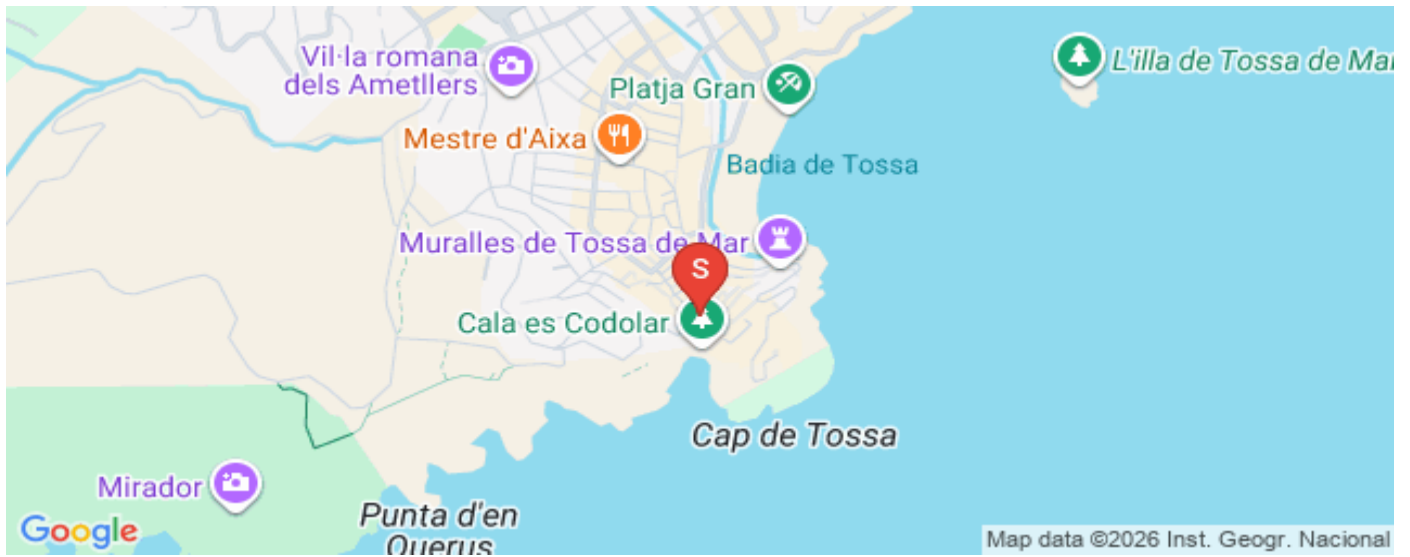 Vil·la romana
dels Ametllers
Platja Gran
L'illa de Tossa de Mar
Mestre d'Aixa
Badia de Tossa
Muralles de Tossa de Mar
S
Cala es Codolar
Cap de Tossa
Mirador
Punta d'en
Querus
Google
Map data ©2026 Inst. Geogr. Nacional